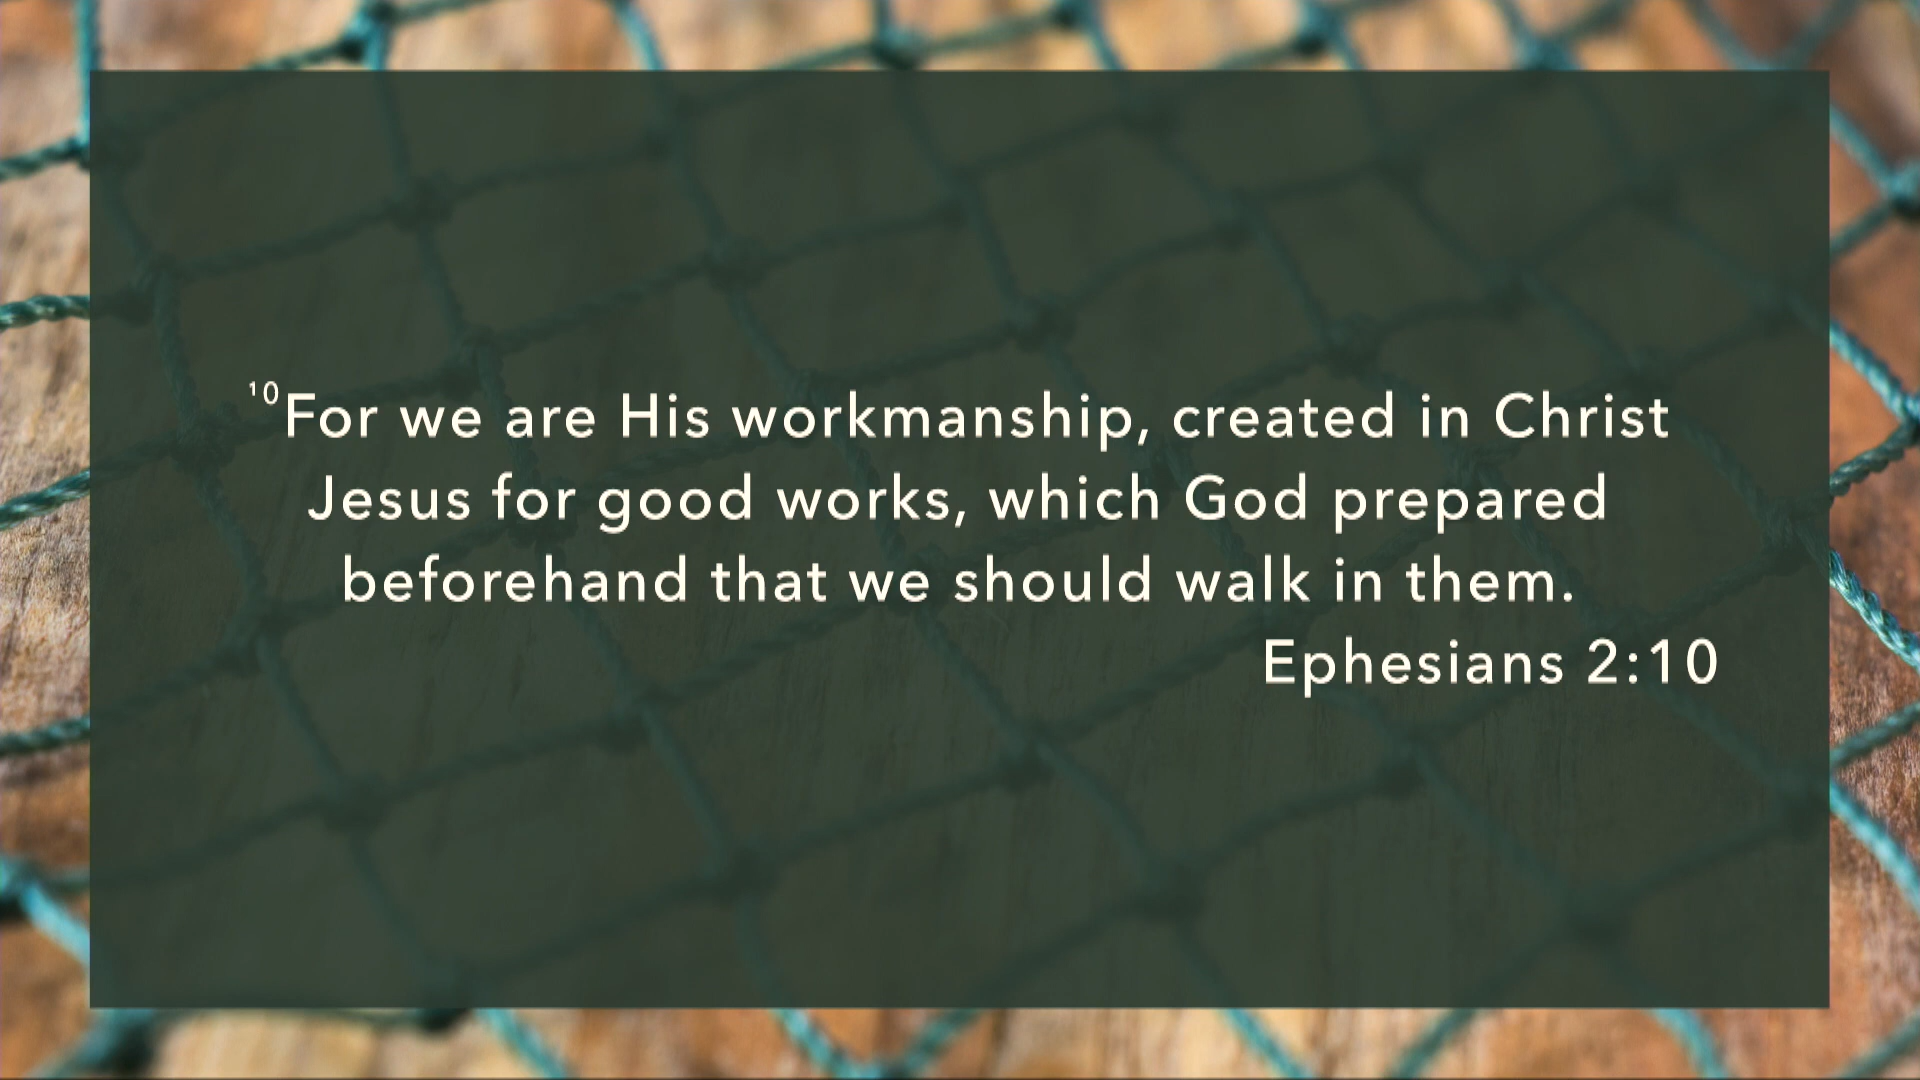 ¹⁰For we are His workmanship, created in Christ
Jesus for good works, which God prepared
beforehand that we should walk in them.
Ephesians 2:10